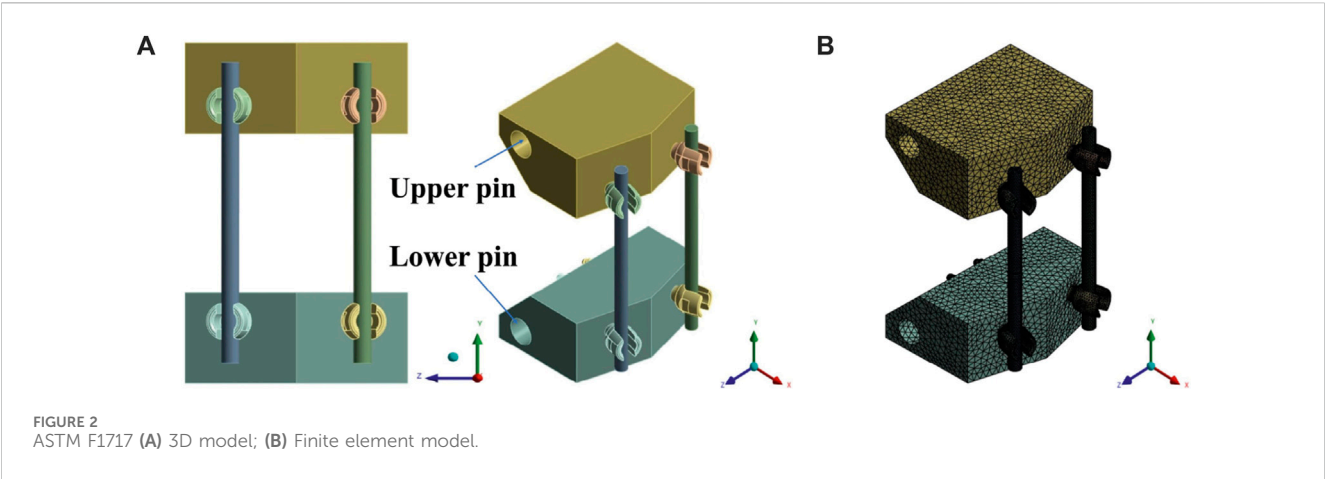 A
B
Upper pin
Lower pin
Y
Z
Y
Z
X
Y
Z
X
FIGURE 2
ASTM F1717 (A) 3D model; (B) Finite element model.